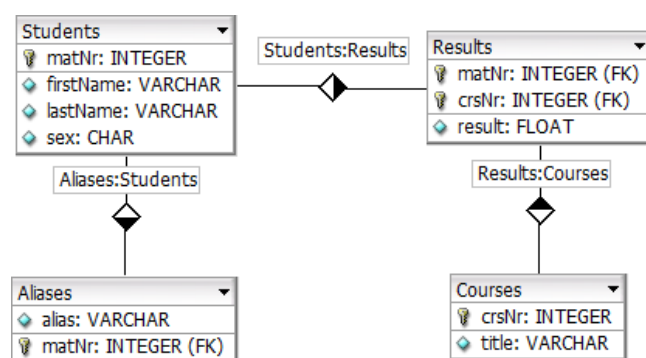 Students
matNr: INTEGER
firstName: VARCHAR
lastName: VARCHAR
sex: CHAR
Students:Results
Results
matNr: INTEGER (FK)
crsNr: INTEGER (FK)
result: FLOAT
Aliases:Students
Results:Courses
Aliases
alias: VARCHAR
matNr: INTEGER (FK)
Courses
crsNr: INTEGER
title: VARCHAR